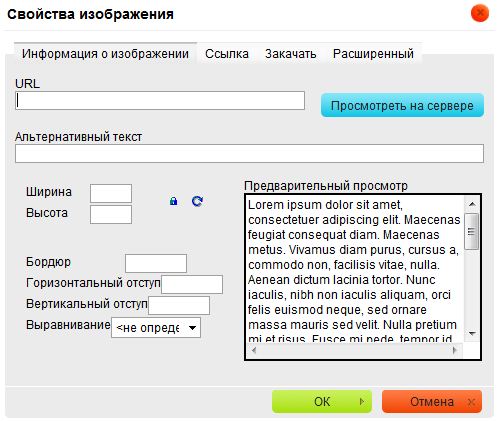 Свойства изображения
Информация о изображении Ссылка Закачать Расширенный
URL
Просмотреть на сервере
Альтернативный текст
Ширина
Высота
Предварительный просмотр
Lorem ipsum dolor sit amet,
consectetuer adipiscing elit. Maecenas
feugiat consequat diam. Maecenas
metus. Vivamus diam purus, cursus a,
commodo non, facilisis vitae, nulla.
Aenean dictum lacinia tortor. Nunc
iaculis, nibh non iaculis aliquam, orci
felis euismod neque, sed ornare
massa mauris sed velit. Nulla pretium
mi et risus. Fusce mi pede, tempor id,
Бордюр
Горизонтальный отступ
Вертикальный отступ
Выравнивание <не опреде
OK Отмена